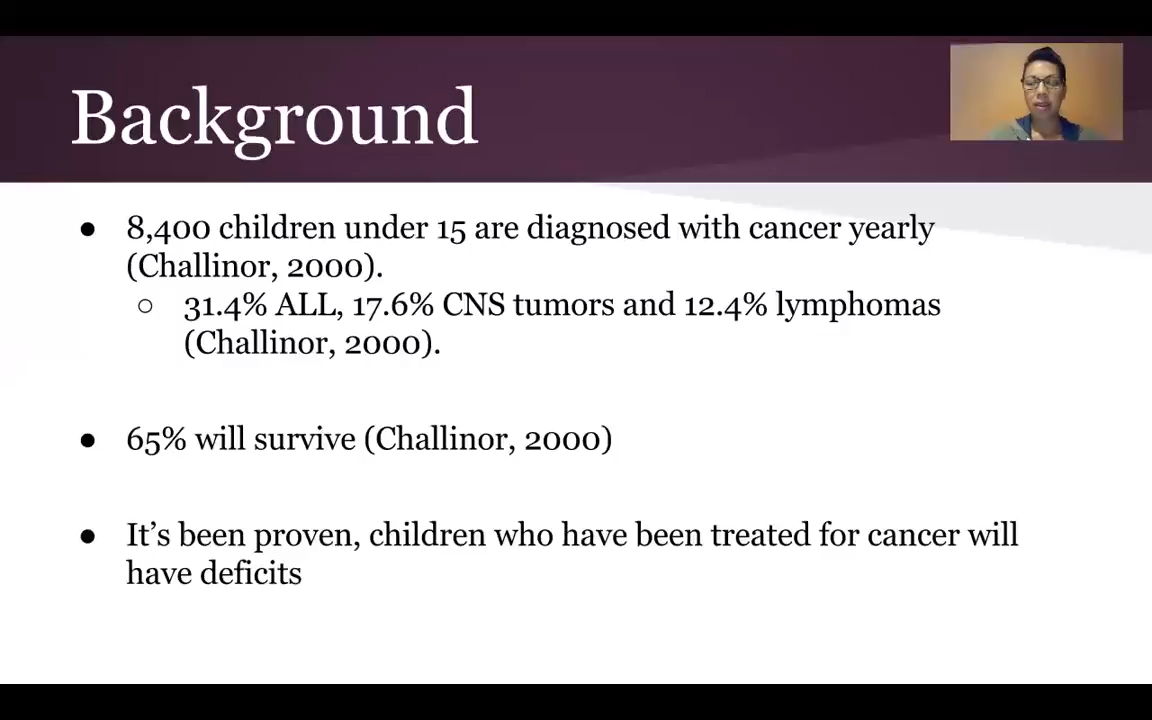 Background
● 8,400 children under 15 are diagnosed with cancer yearly
(Challinor, 2000).
○ 31.4% ALL, 17.6% CNS tumors and 12.4% lymphomas
(Challinor, 2000).
● 65% will survive (Challinor, 2000)
● It’s been proven, children who have been treated for cancer will
have deficits